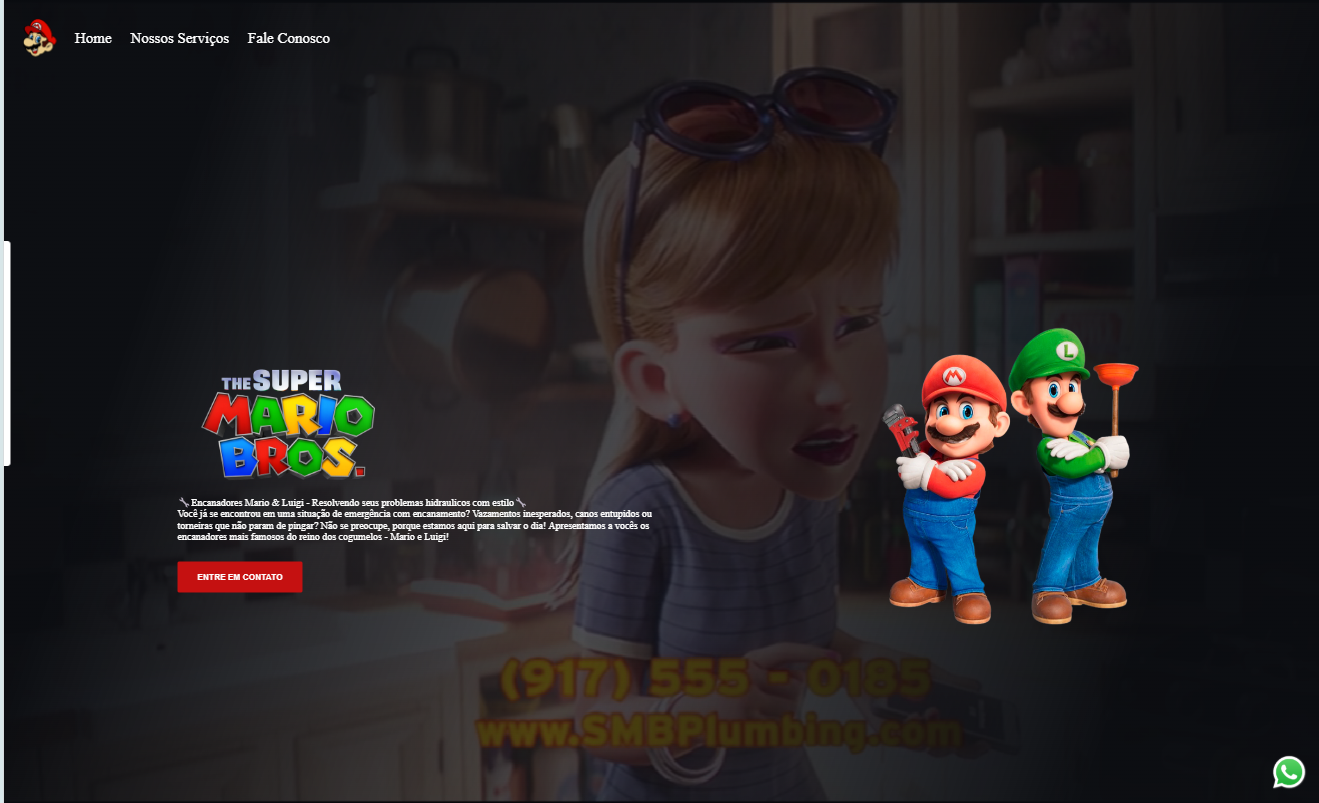 Home Nossos Serviços Fale Conosco
THE SUPER
MARIO
BROS.
🔧 Encanadores Mario & Luigi - Resolvendo seus problemas hidraulicos com estilo 🔧
Você já se encontrou em uma situação de emergência com encanamento? Vazamentos inesperados, canos entupidos ou
torneiras que não param de pingar? Não se preocupe, porque estamos aqui para salvar o dia! Apresentamos a vocês os
encanadores mais famosos do reino dos cogumelos - Mario e Luigi!
ENTRE EM CONTATO
M
L
(917) 555 - 0185
www.SMBPlumbing.com